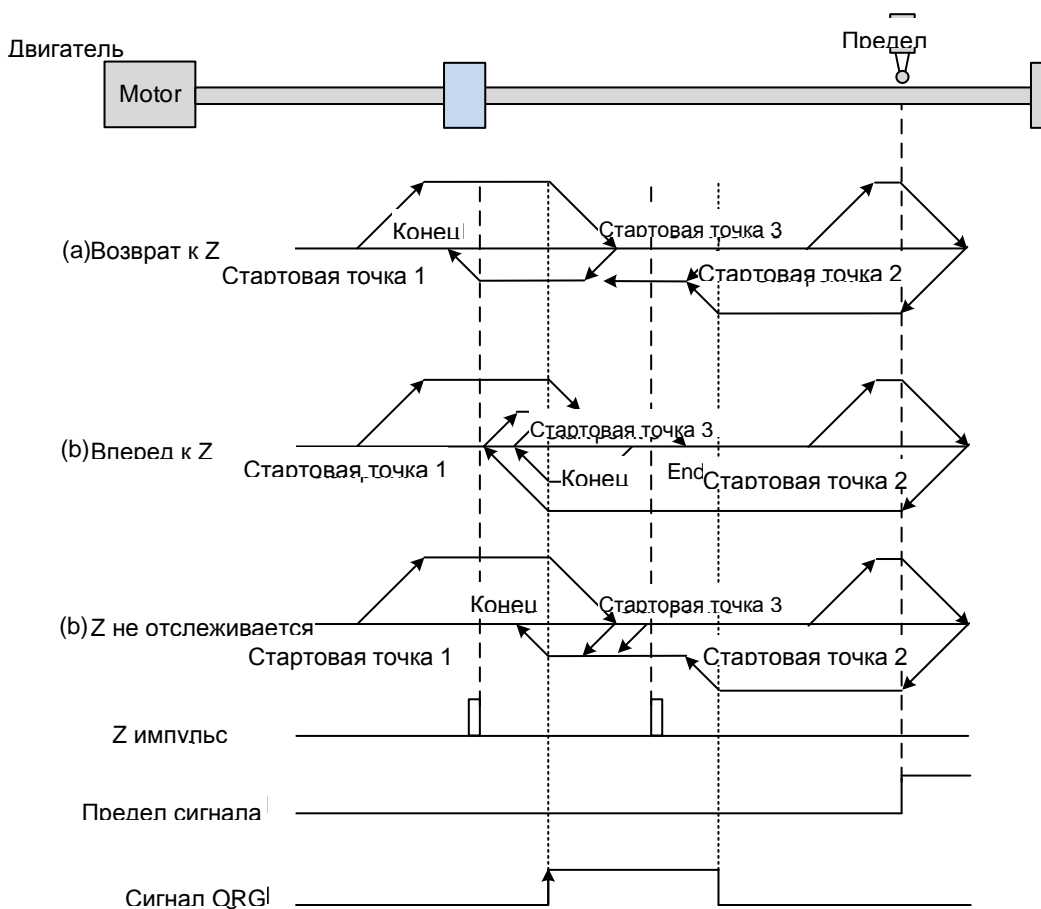 Двигатель
Предел
Motor
Конец
Стартовая точка 3
(a)Возврат к Z
Стартовая точка 1
Стартовая точка 2
Стартовая точка 3
(b)Вперед к Z
Стартовая точка 1
Конец
End
Стартовая точка 2
Конец
Стартовая точка 3
(b)Z не отслеживается
Стартовая точка 1
Стартовая точка 2
Z импульс
Предел сигнала
Сигнал QRG